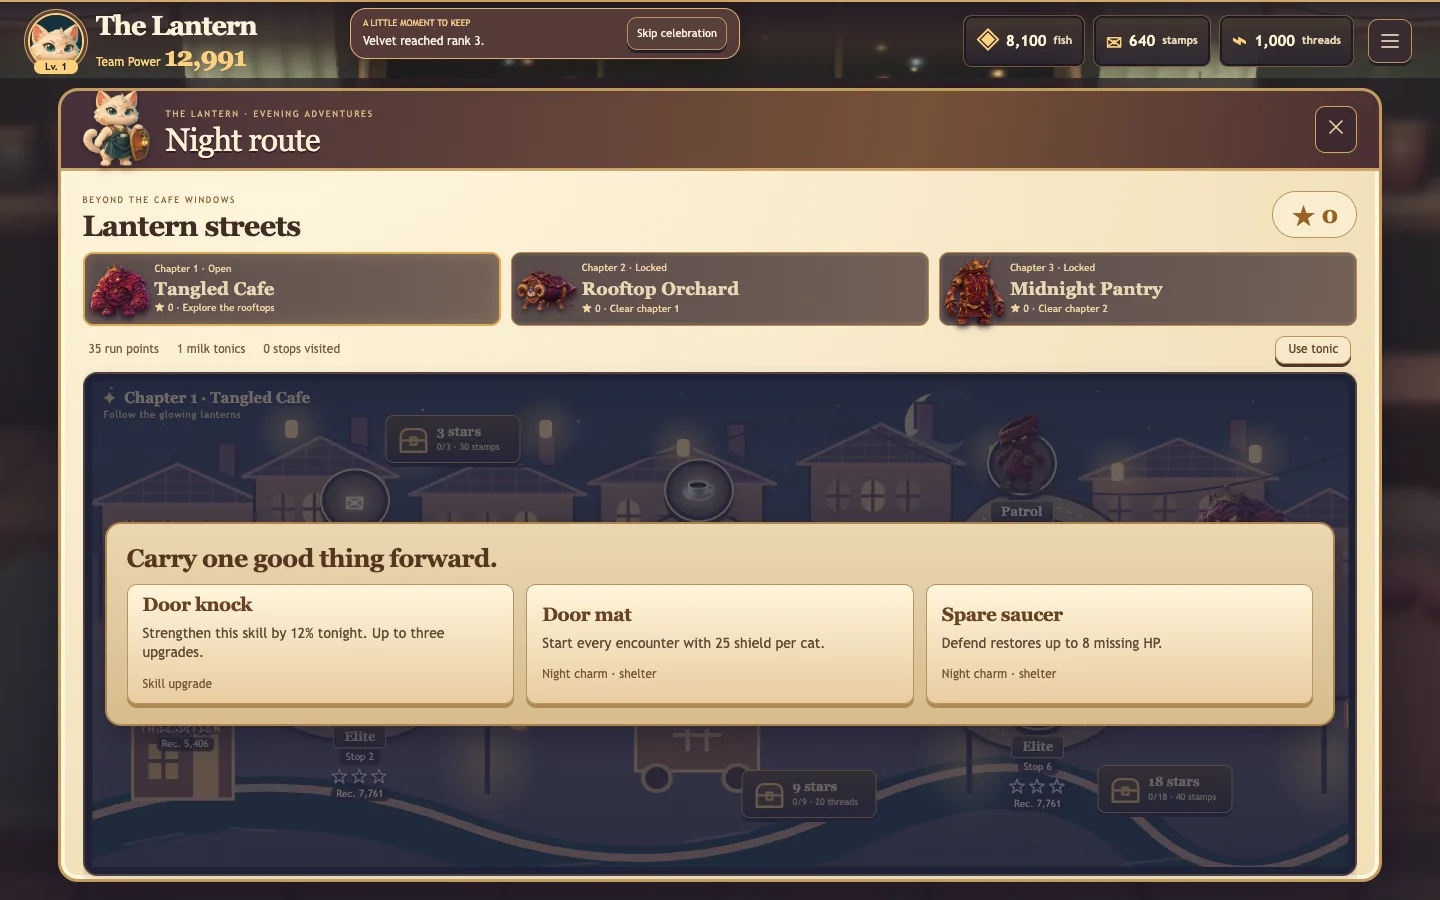 The Lantern
Lv. 1
Team Power 12,991
A LITTLE MOMENT TO KEEP
Velvet reached rank 3.
Skip celebration
8,100 fish
640 stamps
1,000 threads
THE LANTERN · EVENING ADVENTURES
Night route
BEYOND THE CAFE WINDOWS
Lantern streets
★ 0
Chapter 1 · Open
Tangled Cafe
★ 0 · Explore the rooftops
Chapter 2 · Locked
Rooftop Orchard
★ 0 · Clear chapter 1
Chapter 3 · Locked
Midnight Pantry
★ 0 · Clear chapter 2
35 run points
1 milk tonics
0 stops visited
Use tonic
Chapter 1 · Tangled Cafe
Follow the glowing lanterns
3 stars
0/3 · 30 stamps
Patrol
Carry one good thing forward.
Door knock
Strengthen this skill by 12% tonight. Up to three
upgrades.
Skill upgrade
Door mat
Start every encounter with 25 shield per cat.
Night charm · shelter
Spare saucer
Defend restores up to 8 missing HP.
Night charm · shelter
Rec. 5,406
Elite
Stop 2
Rec. 7,761
9 stars
0/9 · 20 threads
Elite
Stop 6
Rec. 7,761
18 stars
0/18 · 40 stamps